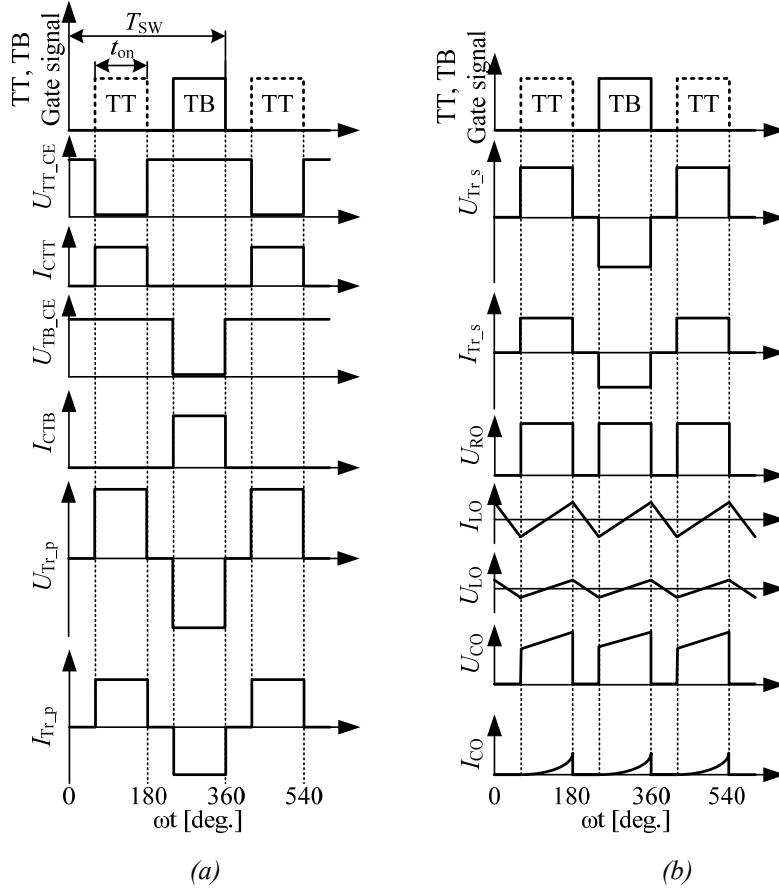 TT, TB
Gate signal
T_SW
t_on
TT
TB
TT
U_TT_CE
I_CTT
U_TB_CE
I_CTB
U_Tr_p
I_Tr_p
0
180
360
540
ωt [deg.]
(a)
TT, TB
Gate signal
TT
TB
TT
U_Tr_s
I_Tr_s
U_RO
I_LO
U_LO
U_CO
I_CO
0
180
360
540
ωt [deg.]
(b)